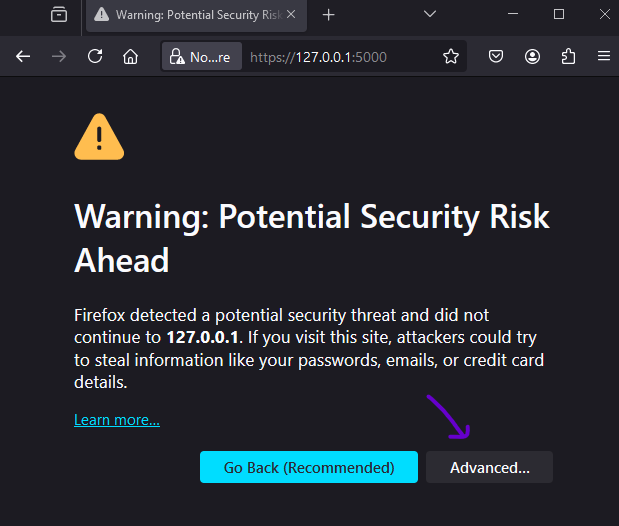 Warning: Potential Security Risk
No...re https://127.0.0.1:5000
Warning: Potential Security Risk
Ahead
Firefox detected a potential security threat and did not
continue to 127.0.0.1. If you visit this site, attackers could try
to steal information like your passwords, emails, or credit card
details.
Learn more...
Go Back (Recommended) Advanced...